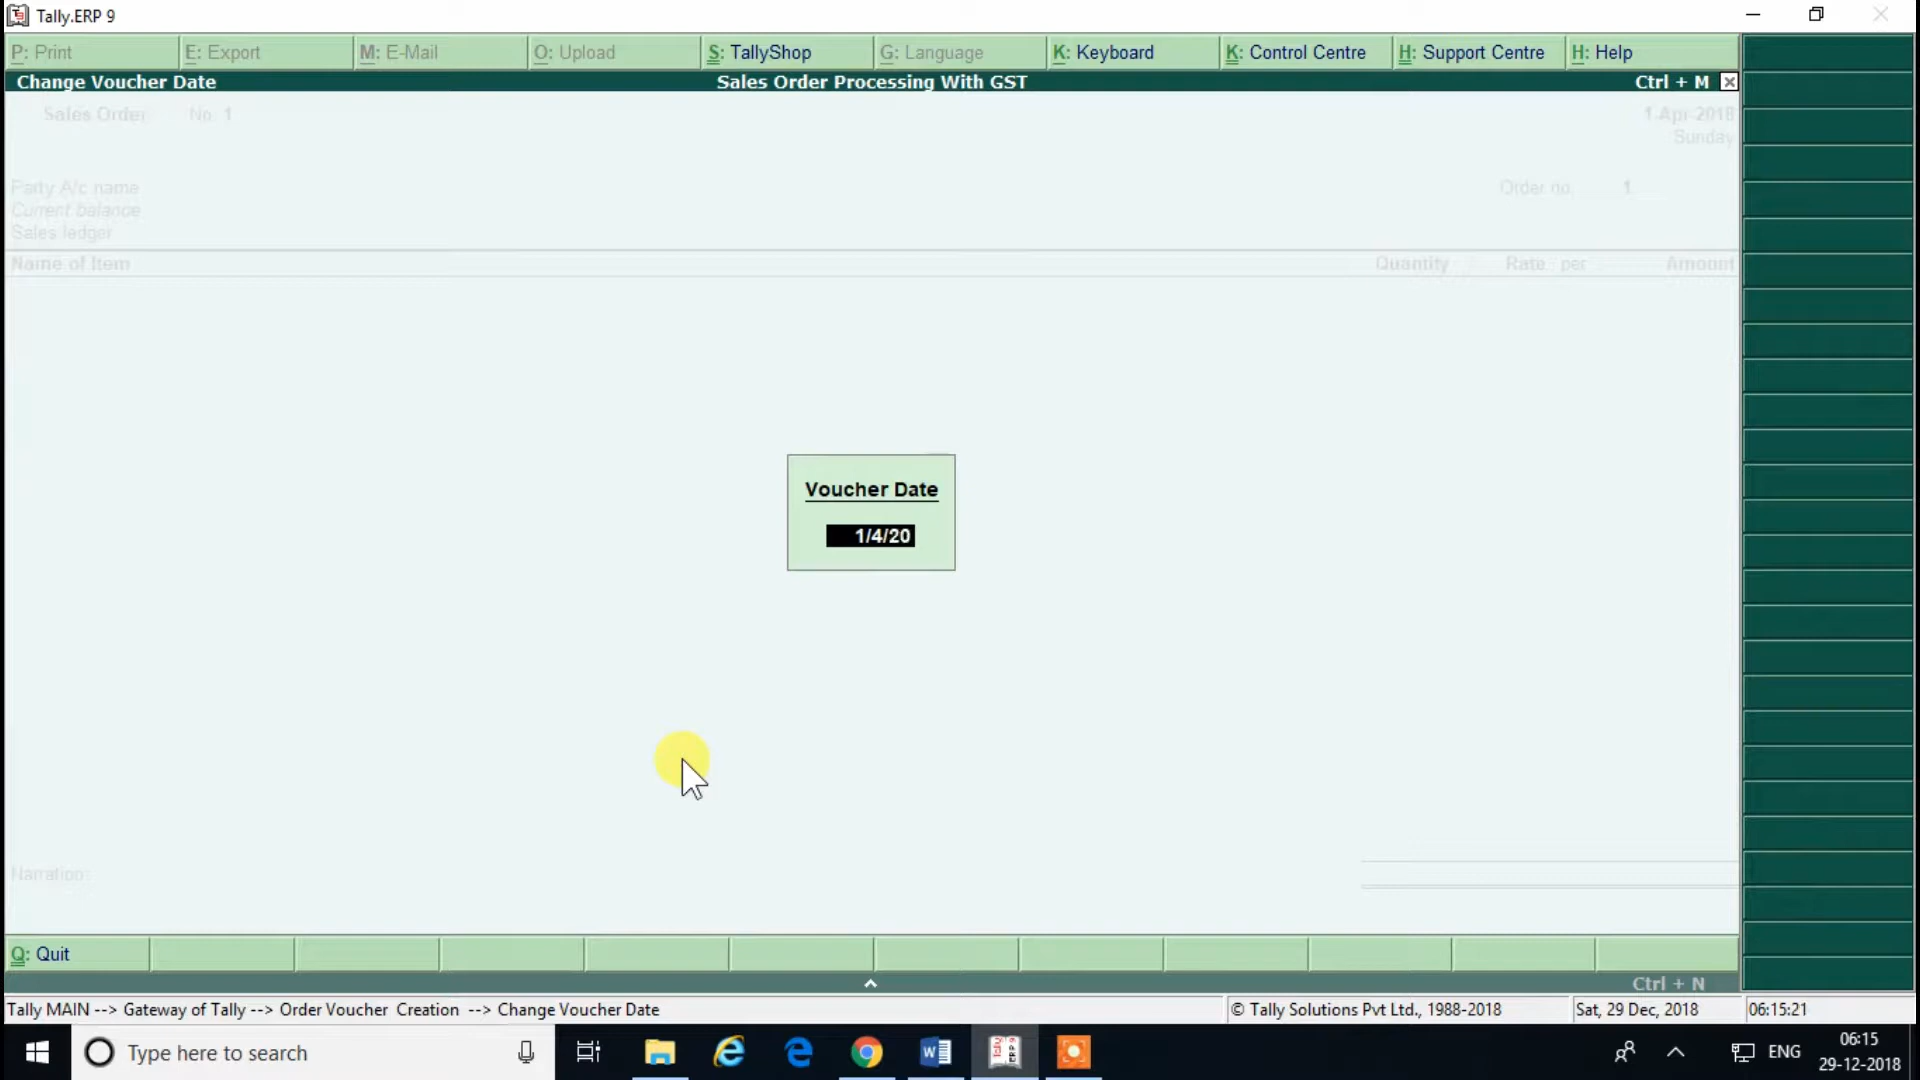 Tally.ERP 9
P: Print E: Export M: E-Mail O: Upload S: TallyShop G: Language K: Keyboard K: Control Centre H: Support Centre H: Help
Change Voucher Date Sales Order Processing With GST Ctrl + M
Sales Order No. 1 1-Apr-2018
Sunday
Party A/c name Order no. 1
Current balance
Sales ledger
Name of Item Quantity Rate per Amount
Voucher Date
1/4/20
Narration:
Q: Quit
Ctrl + N
Tally MAIN --> Gateway of Tally --> Order Voucher Creation --> Change Voucher Date © Tally Solutions Pvt Ltd., 1988-2018 Sat, 29 Dec, 2018 06:15:21
Type here to search ENG 06:15
29-12-2018